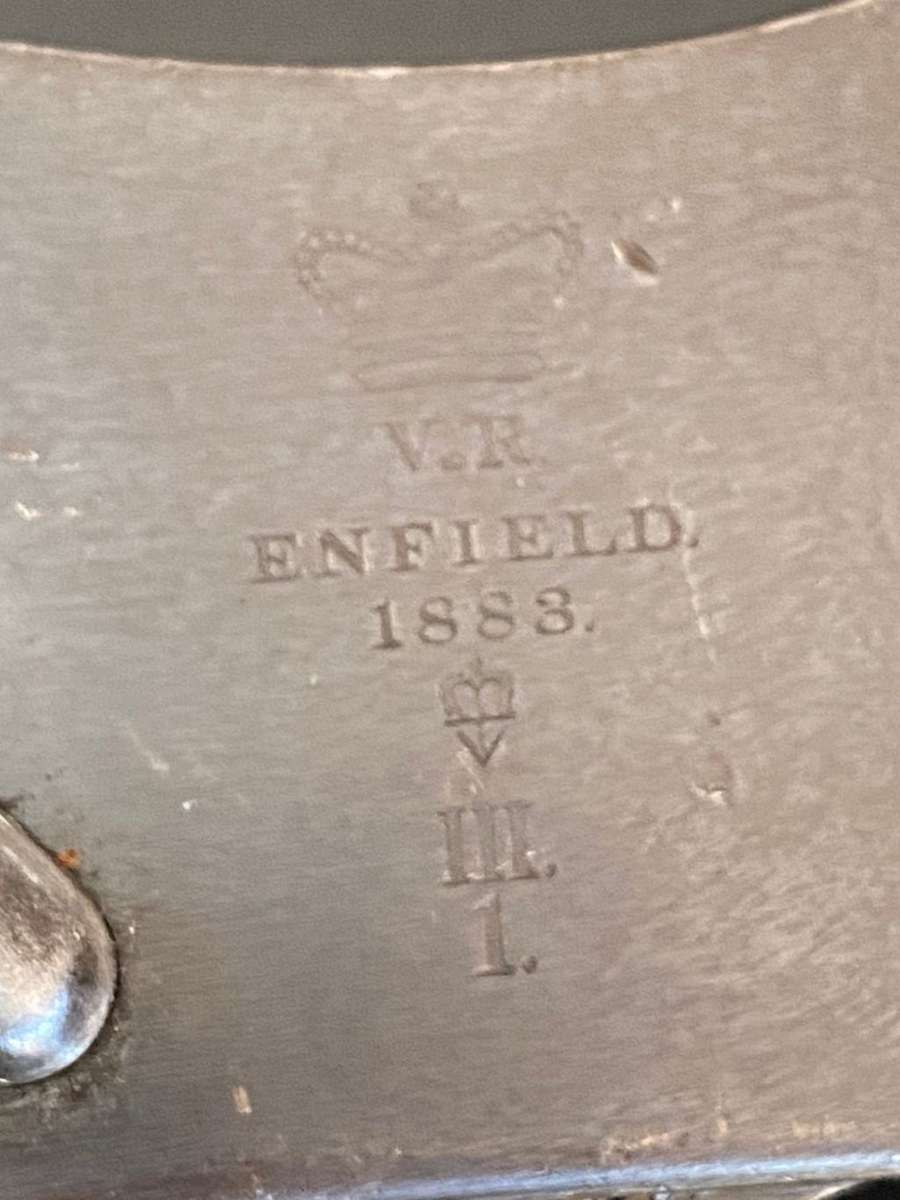 V.R
ENFIELD.
1883.
III.
1.